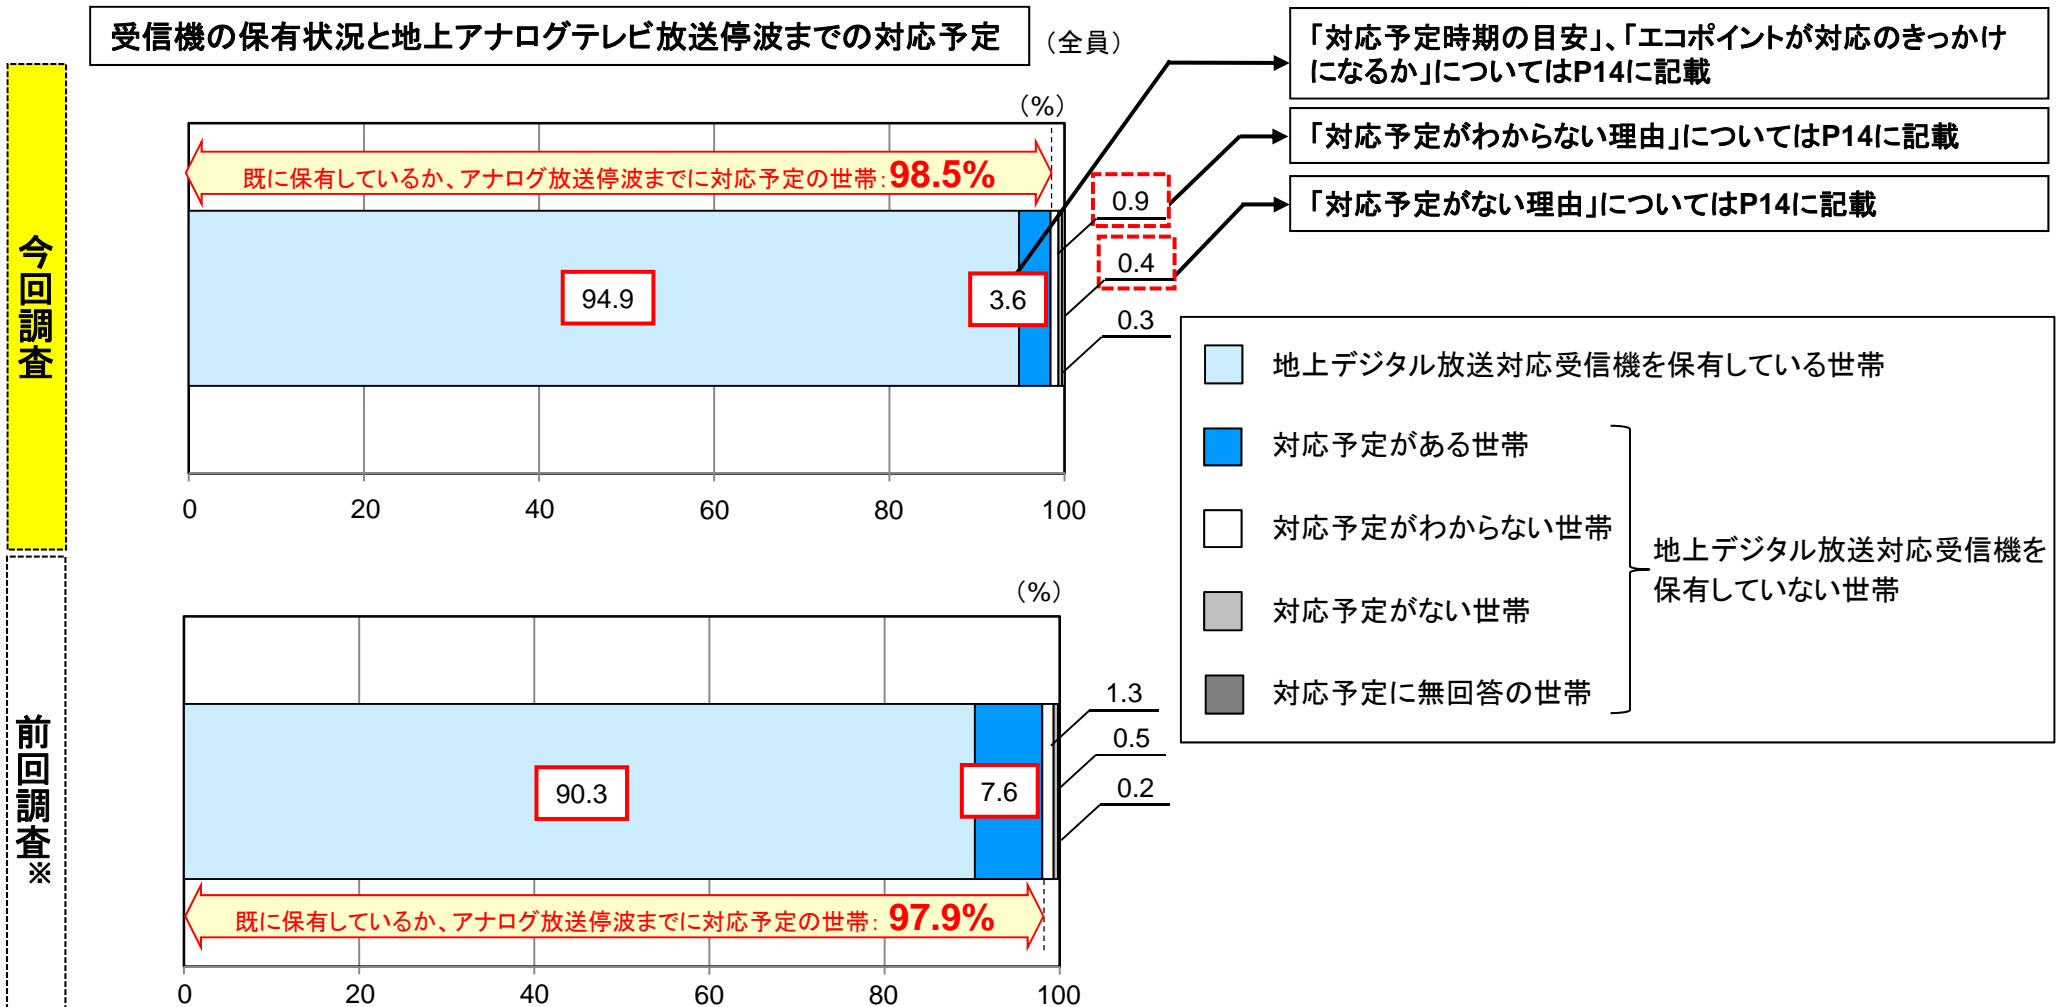 受信機の保有状況と地上アナログテレビ放送停波までの対応予定
（全員）
「対応予定時期の目安」、「エコポイントが対応のきっかけ
になるか」についてはP14に記載
「対応予定がわからない理由」についてはP14に記載
「対応予定がない理由」についてはP14に記載
今回調査
（%）
既に保有しているか、アナログ放送停波までに対応予定の世帯：98.5%
94.9
3.6
0.9
0.4
0.3
0
20
40
60
80
100
地上デジタル放送対応受信機を保有している世帯
対応予定がある世帯
対応予定がわからない世帯
対応予定がない世帯
対応予定に無回答の世帯
地上デジタル放送対応受信機を
保有していない世帯
前回調査※
（%）
90.3
7.6
1.3
0.5
0.2
既に保有しているか、アナログ放送停波までに対応予定の世帯：97.9%
0
20
40
60
80
100